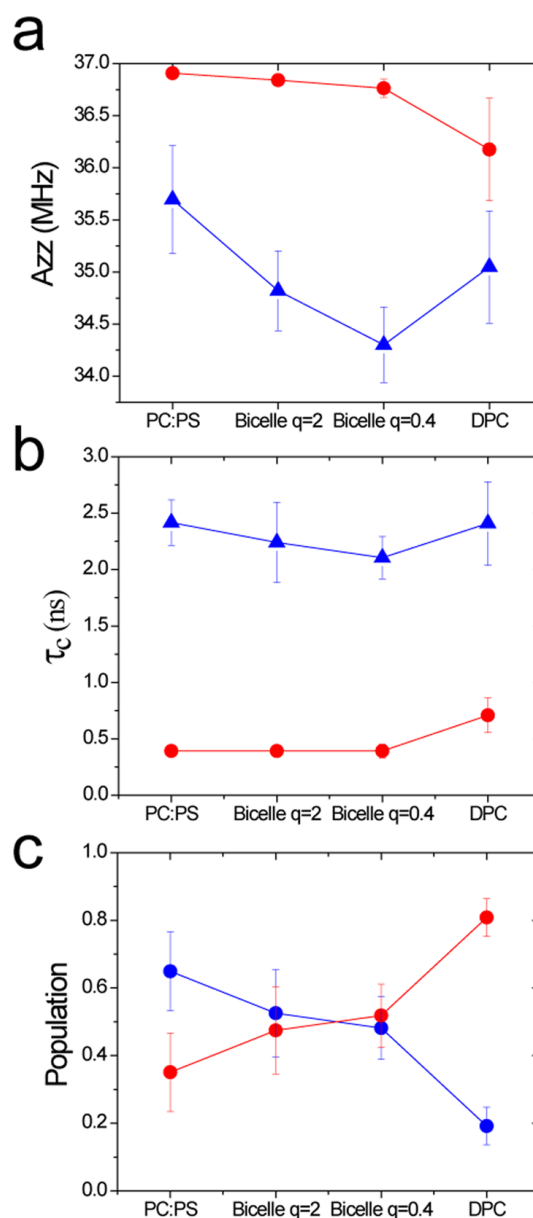 a
37.0
36.5
36.0
35.5
35.0
34.5
34.0
Azz (MHz)
PC:PS Bicelle q=2 Bicelle q=0.4 DPC
b
3.0
2.5
2.0
1.5
1.0
0.5
0.0
τc (ns)
PC:PS Bicelle q=2 Bicelle q=0.4 DPC
c
1.0
0.8
0.6
0.4
0.2
0.0
Population
PC:PS Bicelle q=2 Bicelle q=0.4 DPC